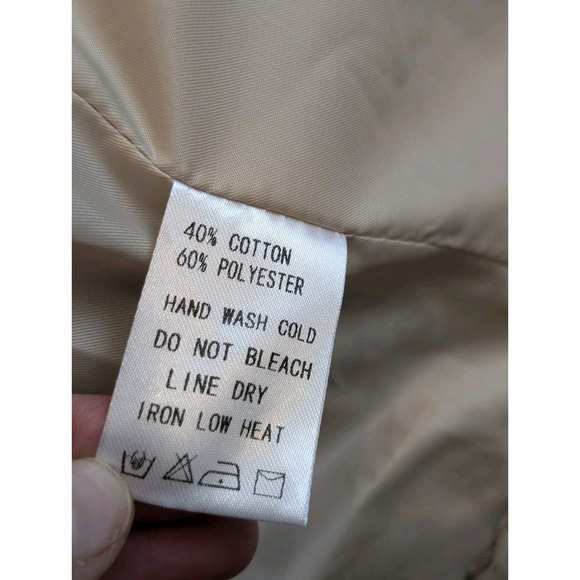 40% COTTON
60% POLYESTER
HAND WASH COLD
DO NOT BLEACH
LINE DRY
IRON LOW HEAT